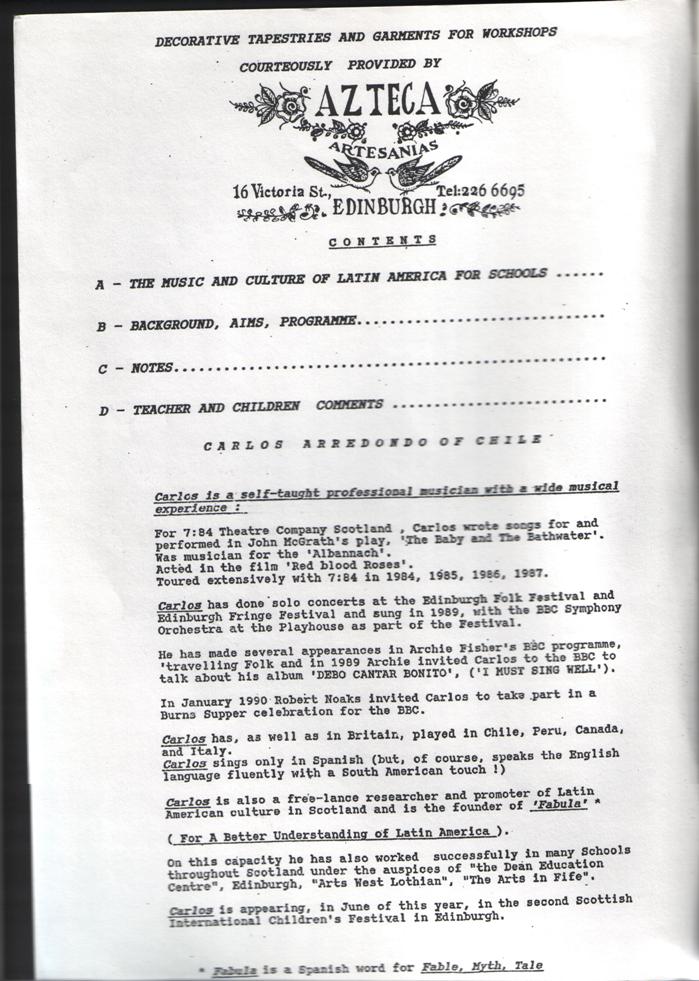 DECORATIVE TAPESTRIES AND GARMENTS FOR WORKSHOPS
COURTEOUSLY PROVIDED BY
AZTECA
ARTESANIAS
16 Victoria St., Tel:226 6695
EDINBURGH
CONTENTS
A - THE MUSIC AND CULTURE OF LATIN AMERICA FOR SCHOOLS ......
B - BACKGROUND, AIMS, PROGRAMME..............................
C - NOTES....................................................
D - TEACHER AND CHILDREN COMMENTS ..........................
CARLOS ARREDONDO OF CHILE
Carlos is a self-taught professional musician with a wide musical
experience :
For 7:84 Theatre Company Scotland , Carlos wrote songs for and
performed in John McGrath's play, 'The Baby and The Bathwater'.
Was musician for the 'Albannach'.
Acted in the film 'Red blood Roses'.
Toured extensively with 7:84 in 1984, 1985, 1986, 1987.
Carlos has done solo concerts at the Edinburgh Folk Festival and
Edinburgh Fringe Festival and sung in 1989, with the BBC Symphony
Orchestra at the Playhouse as part of the Festival.
He has made several appearances in Archie Fisher's BBC programme,
'travelling Folk and in 1989 Archie invited Carlos to the BBC to
talk about his album 'DEBO CANTAR BONITO', ('I MUST SING WELL').
In January 1990 Robert Noaks invited Carlos to take part in a
Burns Supper celebration for the BBC.
Carlos has, as well as in Britain, played in Chile, Peru, Canada,
and Italy.
Carlos sings only in Spanish (but, of course, speaks the English
language fluently with a South American touch !)
Carlos is also a free-lance researcher and promoter of Latin
American culture in Scotland and is the founder of 'Fabula' *
( For A Better Understanding of Latin America ).
On this capacity he has also worked successfully in many Schools
throughout Scotland under the auspices of "the Dean Education
Centre", Edinburgh, "Arts West Lothian", "The Arts in Fife".
Carlos is appearing, in June of this year, in the second Scottish
International Children's Festival in Edinburgh.
* Fabula is a Spanish word for Fable, Myth, Tale